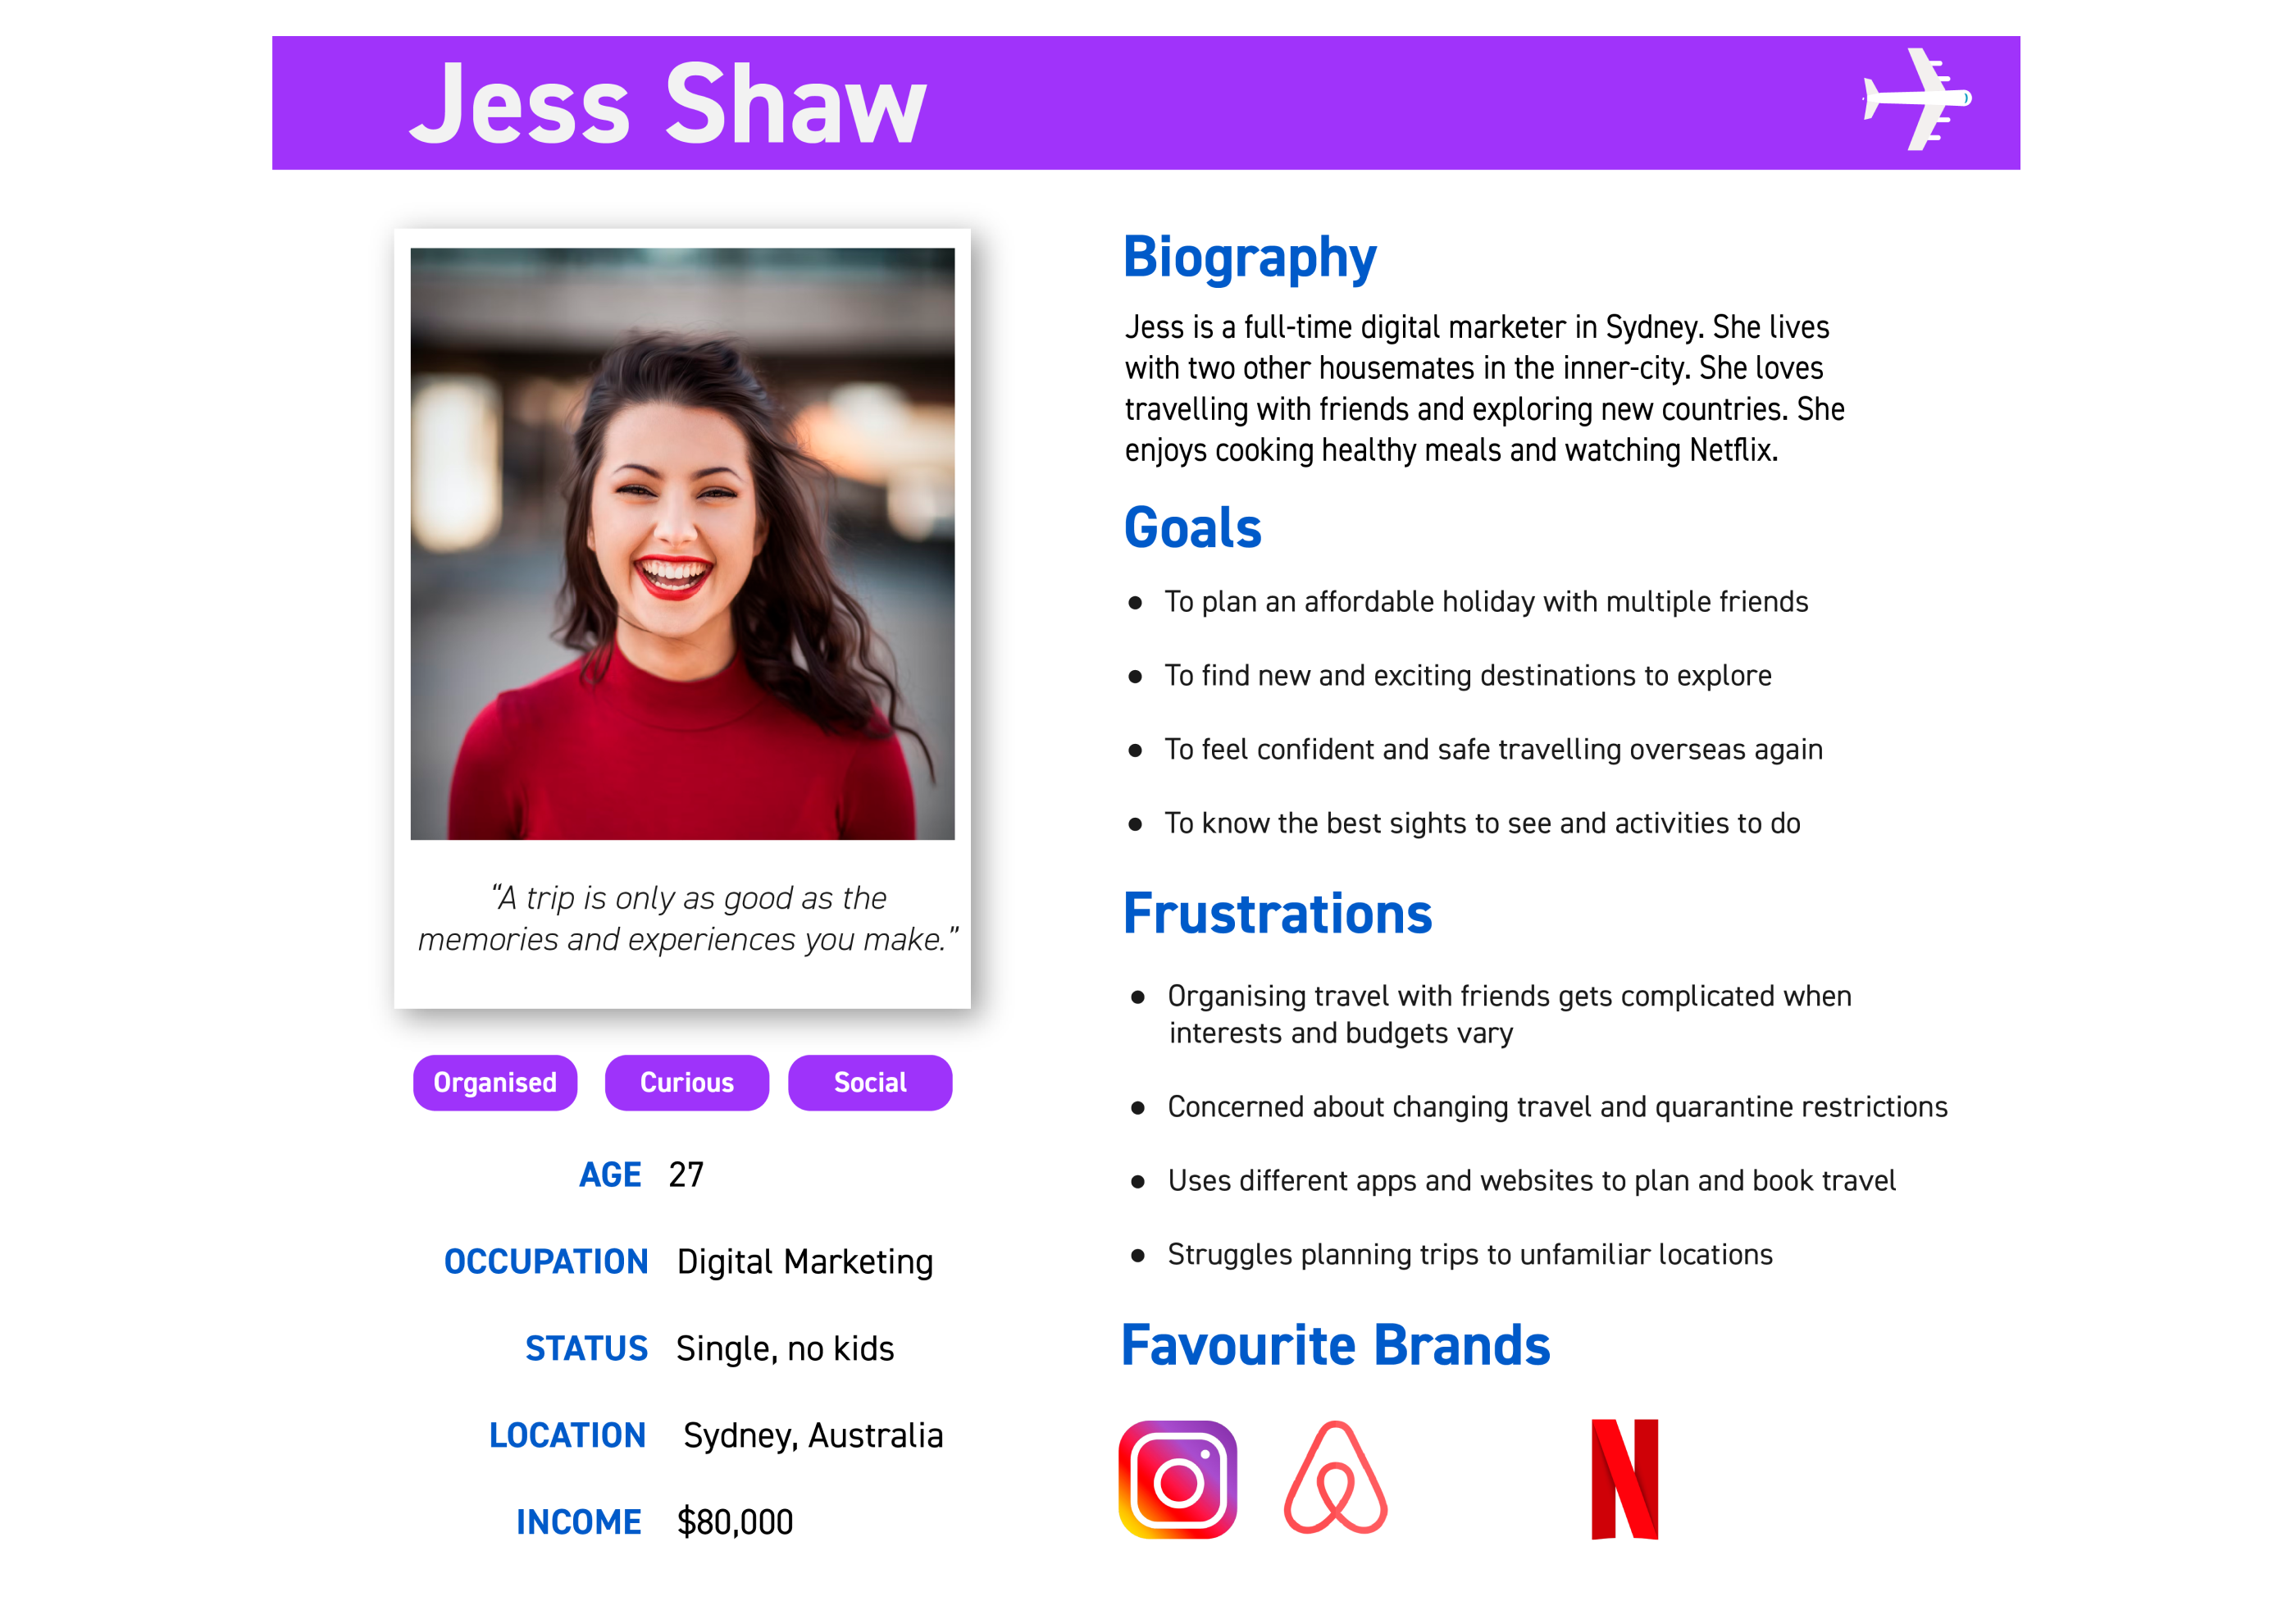 Jess Shaw
"A trip is only as good as the
memories and experiences you make."
Organised
Curious
Social
AGE 27
OCCUPATION Digital Marketing
STATUS Single, no kids
LOCATION Sydney, Australia
INCOME $80,000
Biography
Jess is a full-time digital marketer in Sydney. She lives
with two other housemates in the inner-city. She loves
travelling with friends and exploring new countries. She
enjoys cooking healthy meals and watching Netflix.
Goals
● To plan an affordable holiday with multiple friends
● To find new and exciting destinations to explore
● To feel confident and safe travelling overseas again
● To know the best sights to see and activities to do
Frustrations
● Organising travel with friends gets complicated when
interests and budgets vary
● Concerned about changing travel and quarantine restrictions
● Uses different apps and websites to plan and book travel
● Struggles planning trips to unfamiliar locations
Favourite Brands
N